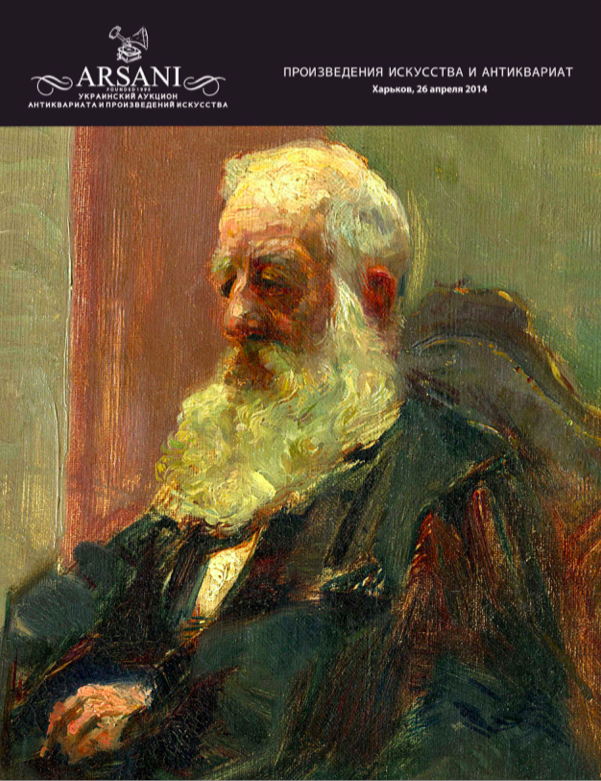 ARSANI
FOUNDED 1995
УКРАИНСКИЙ АУКЦИОН
АНТИКВАРИАТА И ПРОИЗВЕДЕНИЙ ИСКУССТВА
ПРОИЗВЕДЕНИЯ ИСКУССТВА И АНТИКВАРИАТ
Харьков, 26 апреля 2014